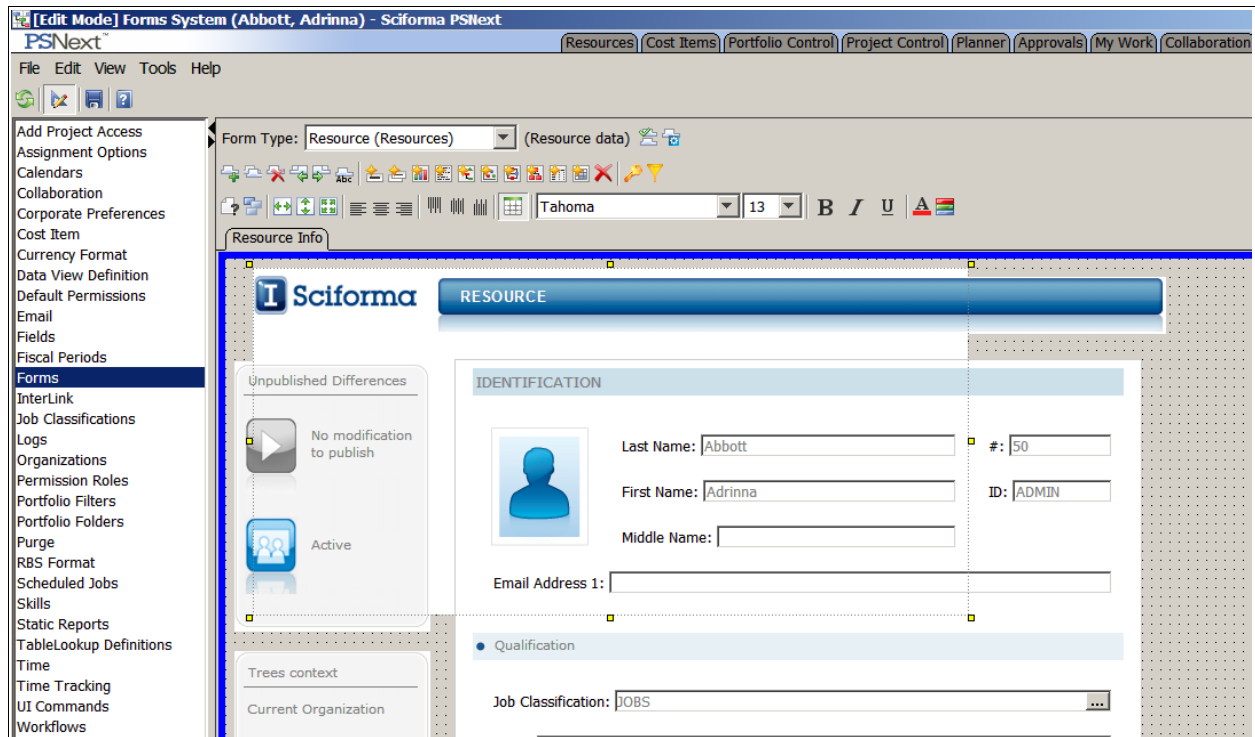 [Edit Mode] Forms System (Abbott, Adrinna) - Sciforma PSNext
PSNext™
Resources Cost Items Portfolio Control Project Control Planner Approvals My Work Collaboration
File Edit View Tools Help
Add Project Access
Assignment Options
Calendars
Collaboration
Corporate Preferences
Cost Item
Currency Format
Data View Definition
Default Permissions
Email
Fields
Fiscal Periods
Forms
InterLink
Job Classifications
Logs
Organizations
Permission Roles
Portfolio Filters
Portfolio Folders
Purge
RBS Format
Scheduled Jobs
Skills
Static Reports
TableLookup Definitions
Time
Time Tracking
UI Commands
Workflows
Form Type: Resource (Resources) (Resource data)
Abc
Tahoma 13 B I U A
Resource Info
Sciforma RESOURCE
Unpublished Differences
No modification
to publish
Active
Trees context
Current Organization
IDENTIFICATION
Last Name: Abbott #: 50
First Name: Adrinna ID: ADMIN
Middle Name:
Email Address 1:
Qualification
Job Classification: JOBS ...